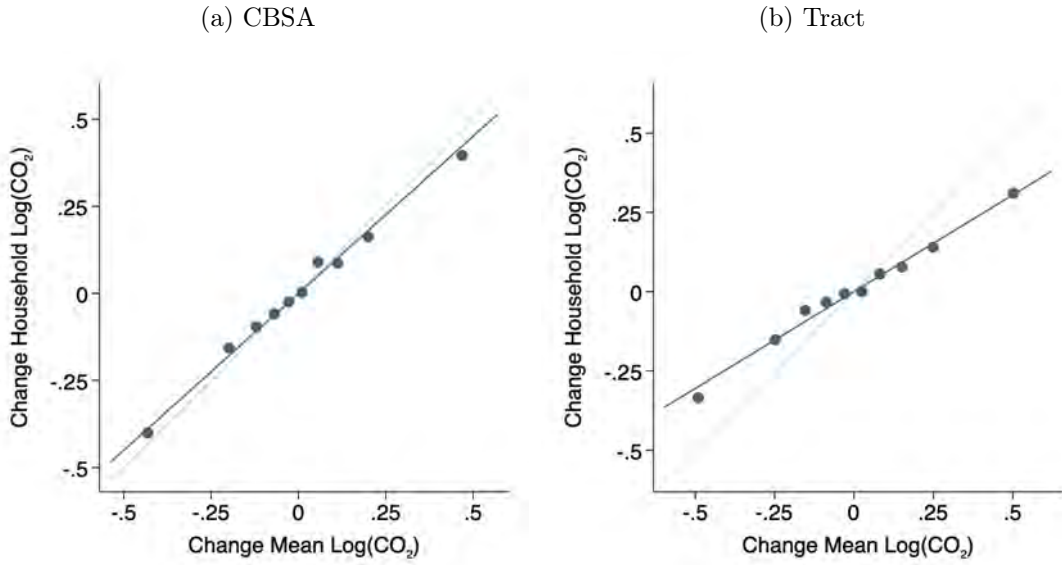 (a) CBSA
Change Household Log(CO₂)
.5
.25
0
-.25
-.5
-.5 -.25 0 .25 .5
Change Mean Log(CO₂)
(b) Tract
Change Household Log(CO₂)
.5
.25
0
-.25
-.5
-.5 -.25 0 .25 .5
Change Mean Log(CO₂)